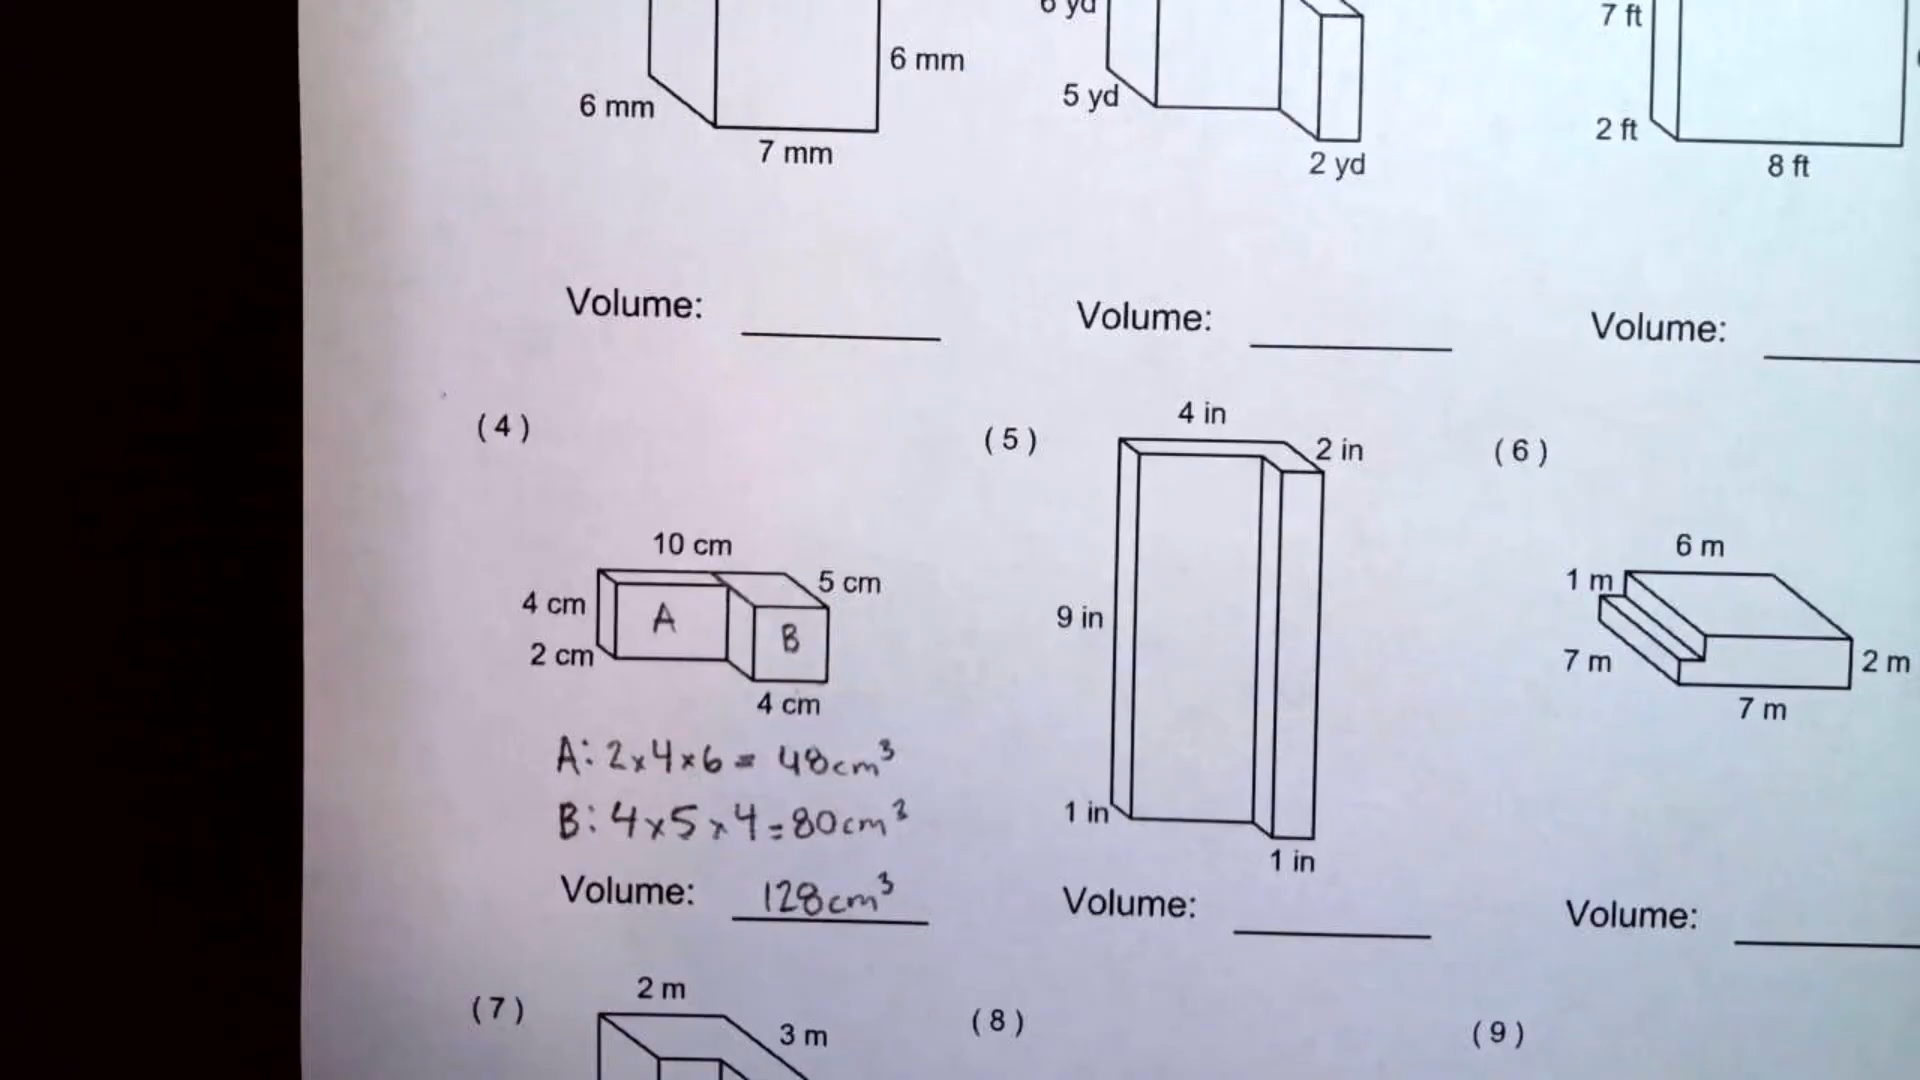 6 yd
7 ft
6 mm
6 mm
5 yd
2 ft
7 mm
2 yd
8 ft
Volume:
Volume:
Volume:
(4)
(5)
(6)
4 in
2 in
10 cm
5 cm
4 cm
A
B
2 cm
4 cm
9 in
1 in
1 in
6 m
1 m
7 m
2 m
7 m
A: 2x4x6 = 48cm³
B: 4x5x4=80cm³
Volume: 128cm³
Volume:
Volume:
(7)
2 m
3 m
(8)
(9)